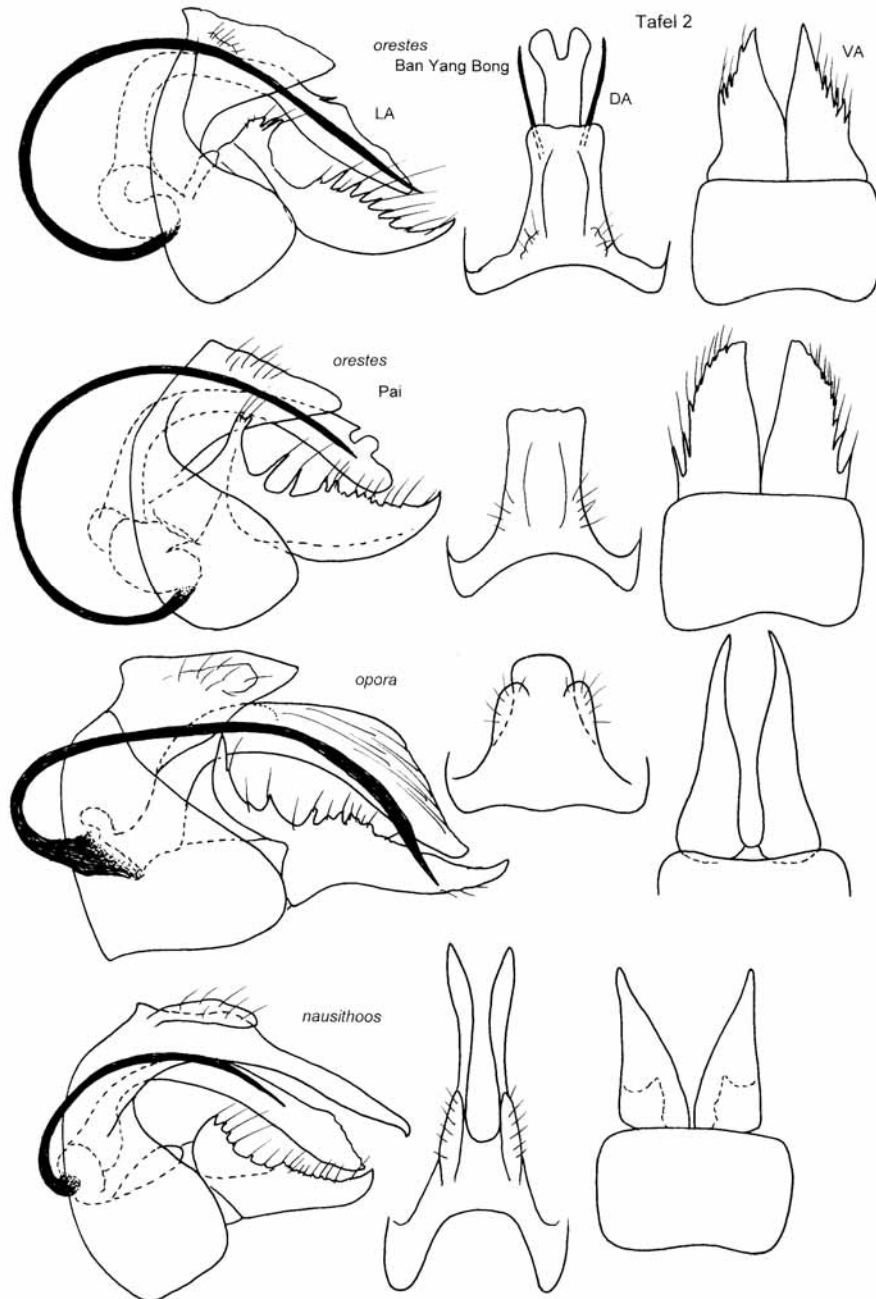 Tafel 2
orestes
Ban Yang Bong
LA
DA
VA
orestes
Pai
opora
nausithoos